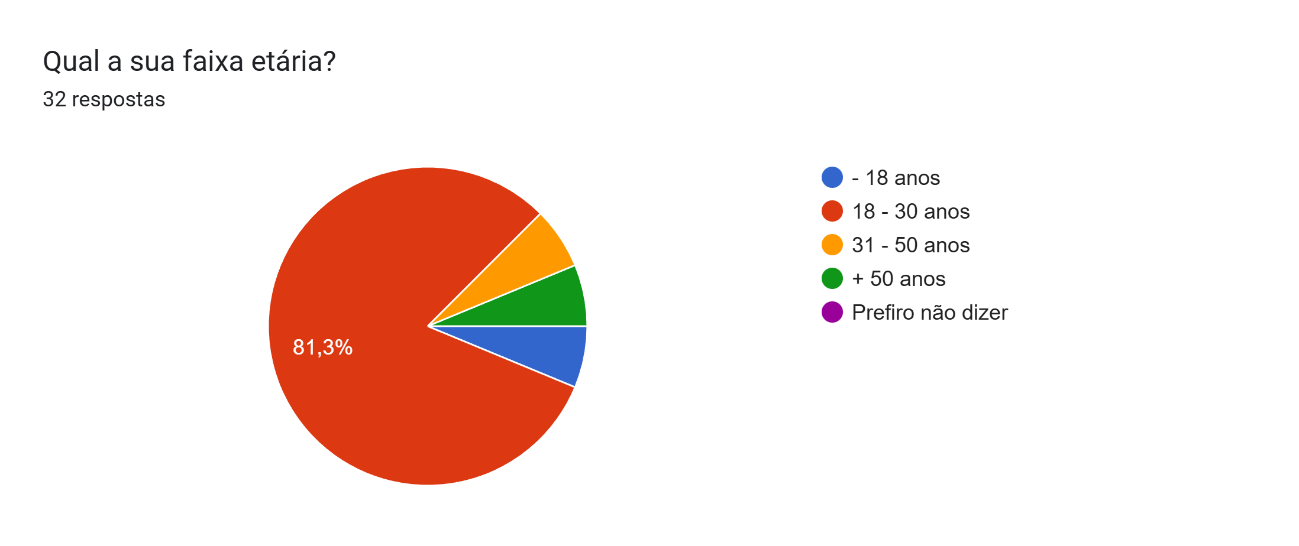 Qual a sua faixa etária?
32 respostas
81,3%
- 18 anos
18 - 30 anos
31 - 50 anos
+ 50 anos
Prefiro não dizer